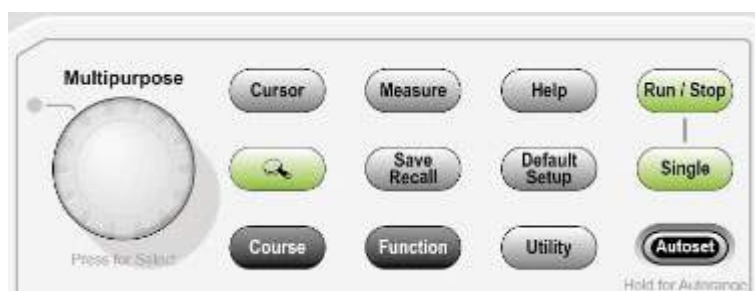 Multipurpose
Cursor
Measure
Help
Run / Stop
Save
Recall
Default
Setup
Single
Course
Function
Utility
Autoset
Press for Select
Hold for Autorange